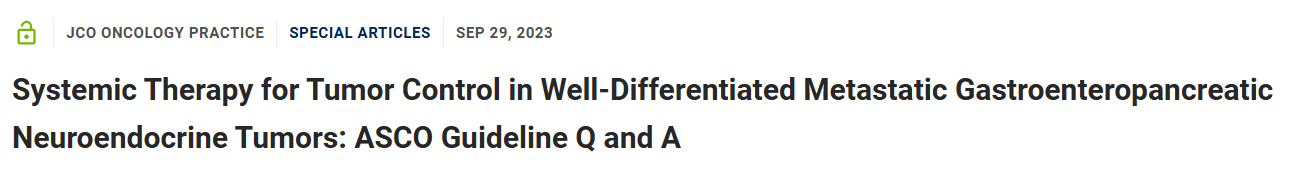 JCO ONCOLOGY PRACTICE SPECIAL ARTICLES SEP 29, 2023
Systemic Therapy for Tumor Control in Well-Differentiated Metastatic Gastroenteropancreatic
Neuroendocrine Tumors: ASCO Guideline Q and A